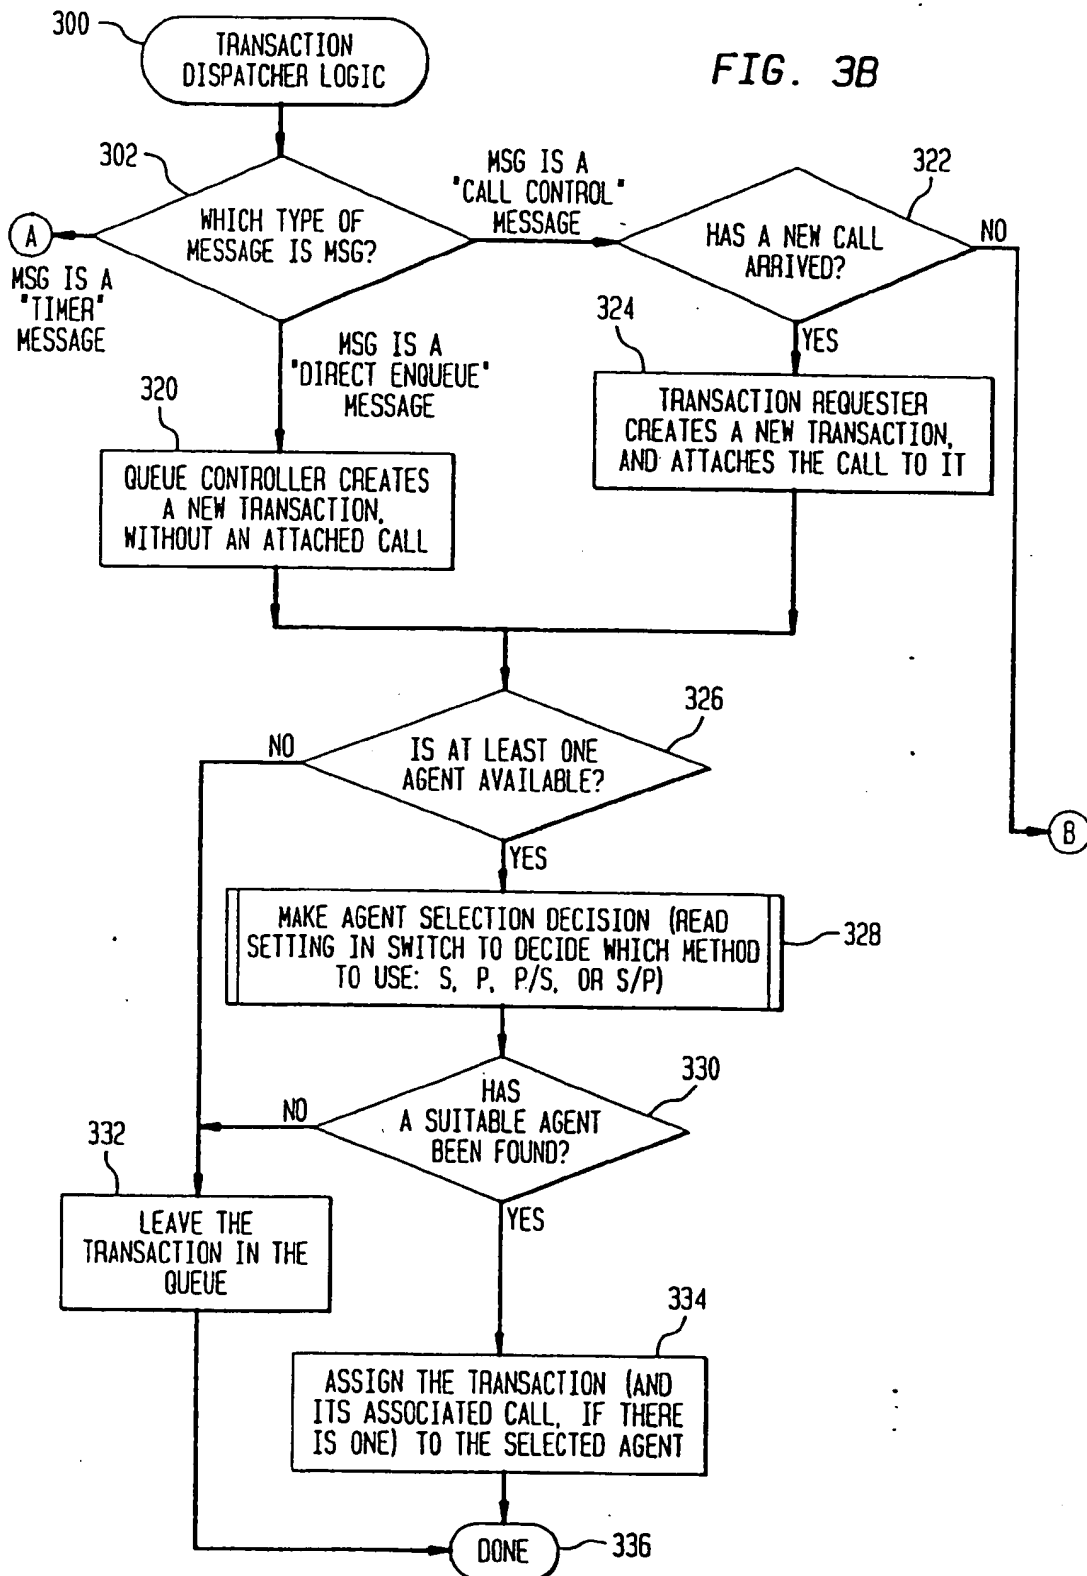 FIG. 3B
300
TRANSACTION
DISPATCHER LOGIC
302
WHICH TYPE OF
MESSAGE IS MSG?
A
MSG IS A
"TIMER"
MESSAGE
MSG IS A
"CALL CONTROL"
MESSAGE
322
HAS A NEW CALL
ARRIVED?
NO
YES
MSG IS A
"DIRECT ENQUEUE"
MESSAGE
320
QUEUE CONTROLLER CREATES
A NEW TRANSACTION,
WITHOUT AN ATTACHED CALL
324
TRANSACTION REQUESTER
CREATES A NEW TRANSACTION,
AND ATTACHES THE CALL TO IT
326
IS AT LEAST ONE
AGENT AVAILABLE?
NO
YES
B
MAKE AGENT SELECTION DECISION (READ
SETTING IN SWITCH TO DECIDE WHICH METHOD
TO USE: S, P, P/S, OR S/P)
328
330
HAS
A SUITABLE AGENT
BEEN FOUND?
NO
YES
332
LEAVE THE
TRANSACTION IN THE
QUEUE
334
ASSIGN THE TRANSACTION (AND
ITS ASSOCIATED CALL, IF THERE
IS ONE) TO THE SELECTED AGENT
DONE
336